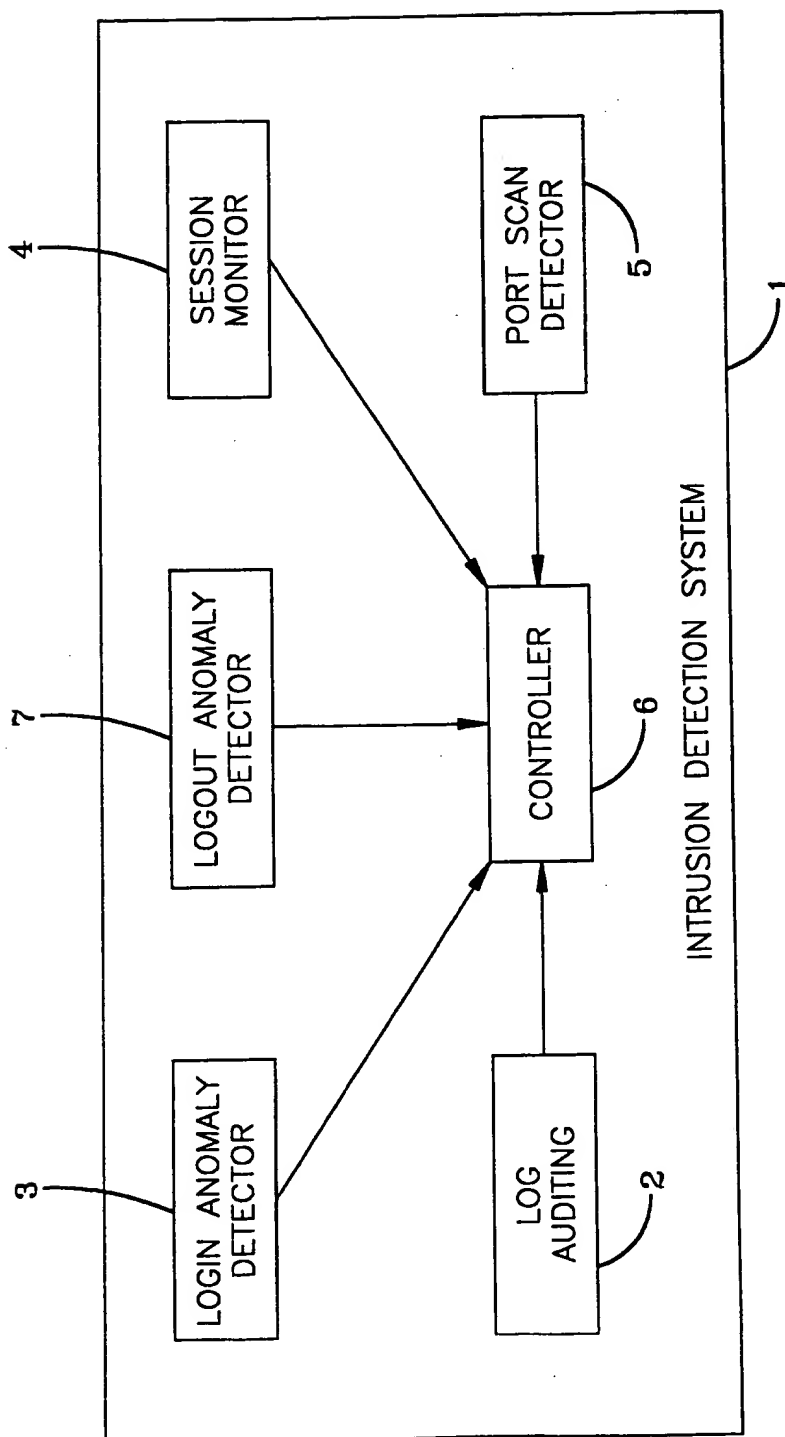 3
7
4
LOGIN ANOMALY
DETECTOR
LOGOUT ANOMALY
DETECTOR
SESSION
MONITOR
LOG
AUDITING
CONTROLLER
PORT SCAN
DETECTOR
2
6
5
INTRUSION DETECTION SYSTEM
1